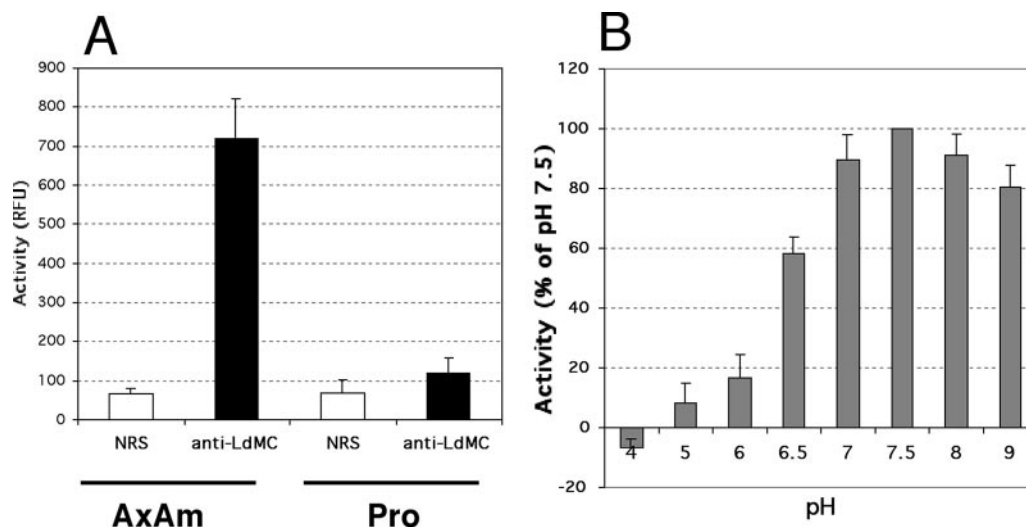 A
Activity (RFU)
900
800
700
600
500
400
300
200
100
0
NRS anti-LdMC NRS anti-LdMC
AxAm Pro
B
Activity (% of pH 7.5)
120
100
80
60
40
20
0
-20
4 5 6 6.5 7 7.5 8 9
pH